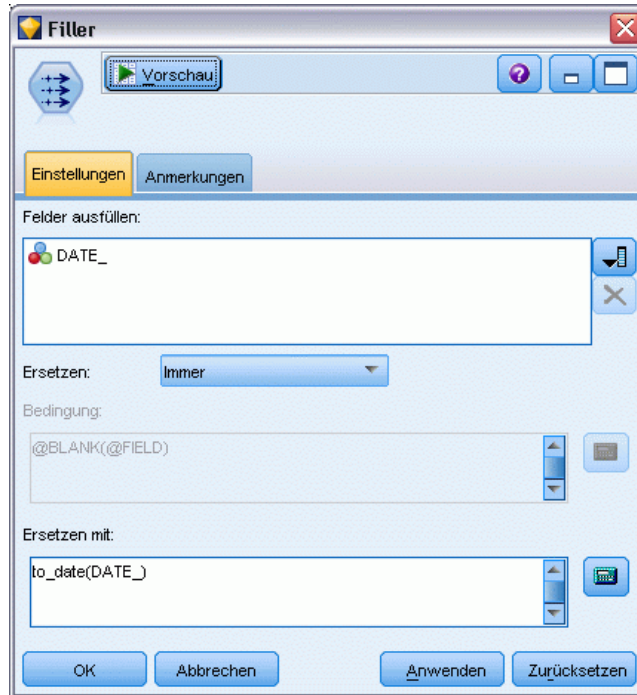 Filler
Vorschau
Einstellungen
Anmerkungen
Felder ausfüllen:
DATE_
Ersetzen:
Immer
Bedingung:
@BLANK(@FIELD)
Ersetzen mit:
to_date(DATE_)
OK
Abbrechen
Anwenden
Zurücksetzen